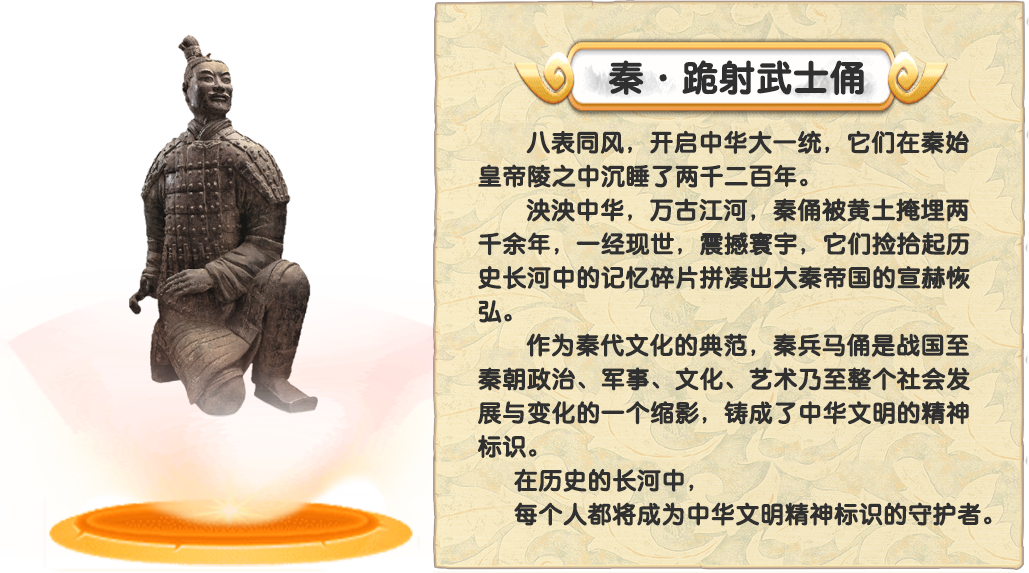 秦·跪射武士俑
八表同风，开启中华大一统，它们在秦始
皇帝陵之中沉睡了两千二百年。
泱泱中华，万古江河，秦俑被黄土掩埋两
千余年，一经现世，震撼寰宇，它们捡拾起历
史长河中的记忆碎片拼凑出大秦帝国的宣赫恢
弘。
作为秦代文化的典范，秦兵马俑是战国至
秦朝政治、军事、文化、艺术乃至整个社会发
展与变化的一个缩影，铸成了中华文明的精神
标识。
在历史的长河中，
每个人都将成为中华文明精神标识的守护者。